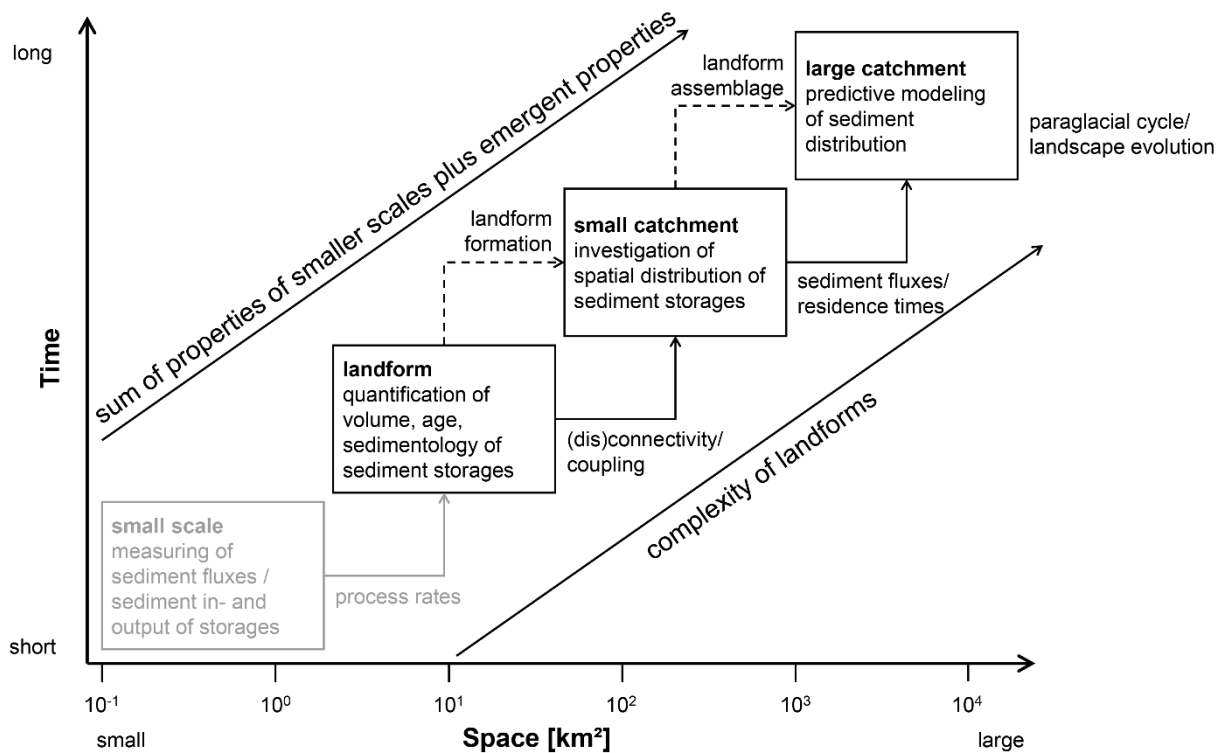 long
Time
short
sum of properties of smaller scales plus emergent properties
landform
assemblage
large catchment
predictive modeling
of sediment
distribution
paraglacial cycle/
landscape evolution
landform
formation
small catchment
investigation of
spatial distribution of
sediment storages
sediment fluxes/
residence times
landform
quantification of
volume, age,
sedimentology of
sediment storages
(dis)connectivity/
coupling
complexity of landforms
small scale
measuring of
sediment fluxes /
sediment in- and
output of storages
process rates
10⁻¹ 10⁰ 10¹ 10² 10³ 10⁴
small Space [km²] large